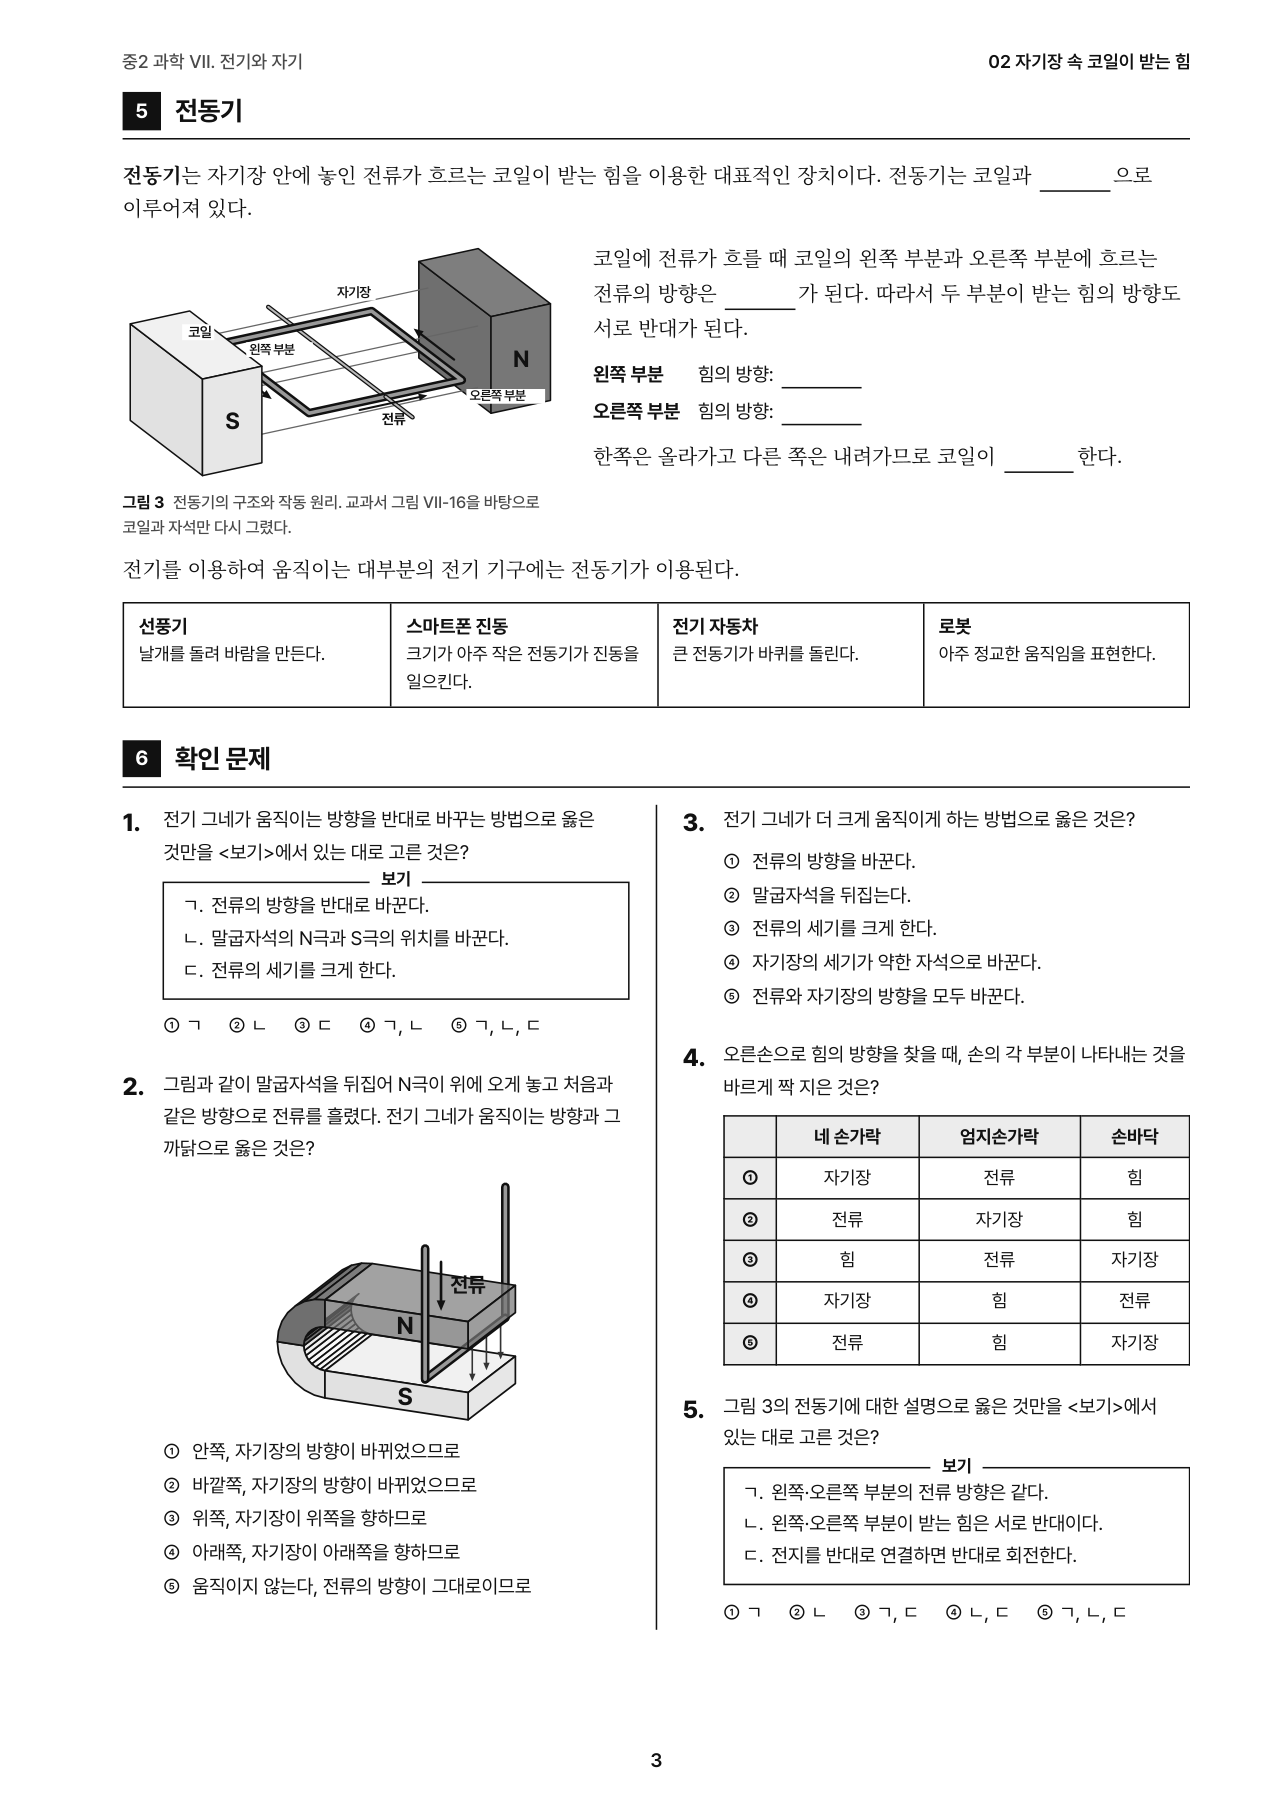 중2 과학 VII. 전기와 자기
02 자기장 속 코일이 받는 힘
5 전동기
전동기는 자기장 안에 놓인 전류가 흐르는 코일이 받는 힘을 이용한 대표적인 장치이다. 전동기는 코일과 ______으로
이루어져 있다.
자기장
코일
왼쪽 부분
N
오른쪽 부분
S
전류
그림 3 전동기의 구조와 작동 원리. 교과서 그림 VII-16을 바탕으로
코일과 자석만 다시 그렸다.
코일에 전류가 흐를 때 코일의 왼쪽 부분과 오른쪽 부분에 흐르는
전류의 방향은 ______가 된다. 따라서 두 부분이 받는 힘의 방향도
서로 반대가 된다.
왼쪽 부분 힘의 방향: ______
오른쪽 부분 힘의 방향: ______
한쪽은 올라가고 다른 쪽은 내려가므로 코일이 ______ 한다.
전기를 이용하여 움직이는 대부분의 전기 기구에는 전동기가 이용된다.
선풍기
날개를 돌려 바람을 만든다.
스마트폰 진동
크기가 아주 작은 전동기가 진동을
일으킨다.
전기 자동차
큰 전동기가 바퀴를 돌린다.
로봇
아주 정교한 움직임을 표현한다.
6 확인 문제
1. 전기 그네가 움직이는 방향을 반대로 바꾸는 방법으로 옳은
것만을 <보기>에서 있는 대로 고른 것은?
보기
ㄱ. 전류의 방향을 반대로 바꾼다.
ㄴ. 말굽자석의 N극과 S극의 위치를 바꾼다.
ㄷ. 전류의 세기를 크게 한다.
① ㄱ ② ㄴ ③ ㄷ ④ ㄱ, ㄴ ⑤ ㄱ, ㄴ, ㄷ
2. 그림과 같이 말굽자석을 뒤집어 N극이 위에 오게 놓고 처음과
같은 방향으로 전류를 흘렸다. 전기 그네가 움직이는 방향과 그
까닭으로 옳은 것은?
전류
N
S
① 안쪽, 자기장의 방향이 바뀌었으므로
② 바깥쪽, 자기장의 방향이 바뀌었으므로
③ 위쪽, 자기장이 위쪽을 향하므로
④ 아래쪽, 자기장이 아래쪽을 향하므로
⑤ 움직이지 않는다, 전류의 방향이 그대로이므로
3. 전기 그네가 더 크게 움직이게 하는 방법으로 옳은 것은?
① 전류의 방향을 바꾼다.
② 말굽자석을 뒤집는다.
③ 전류의 세기를 크게 한다.
④ 자기장의 세기가 약한 자석으로 바꾼다.
⑤ 전류와 자기장의 방향을 모두 바꾼다.
4. 오른손으로 힘의 방향을 찾을 때, 손의 각 부분이 나타내는 것을
바르게 짝 지은 것은?
네 손가락 엄지손가락 손바닥
① 자기장 전류 힘
② 전류 자기장 힘
③ 힘 전류 자기장
④ 자기장 힘 전류
⑤ 전류 힘 자기장
5. 그림 3의 전동기에 대한 설명으로 옳은 것만을 <보기>에서
있는 대로 고른 것은?
보기
ㄱ. 왼쪽·오른쪽 부분의 전류 방향은 같다.
ㄴ. 왼쪽·오른쪽 부분이 받는 힘은 서로 반대이다.
ㄷ. 전지를 반대로 연결하면 반대로 회전한다.
① ㄱ ② ㄴ ③ ㄱ, ㄷ ④ ㄴ, ㄷ ⑤ ㄱ, ㄴ, ㄷ
3